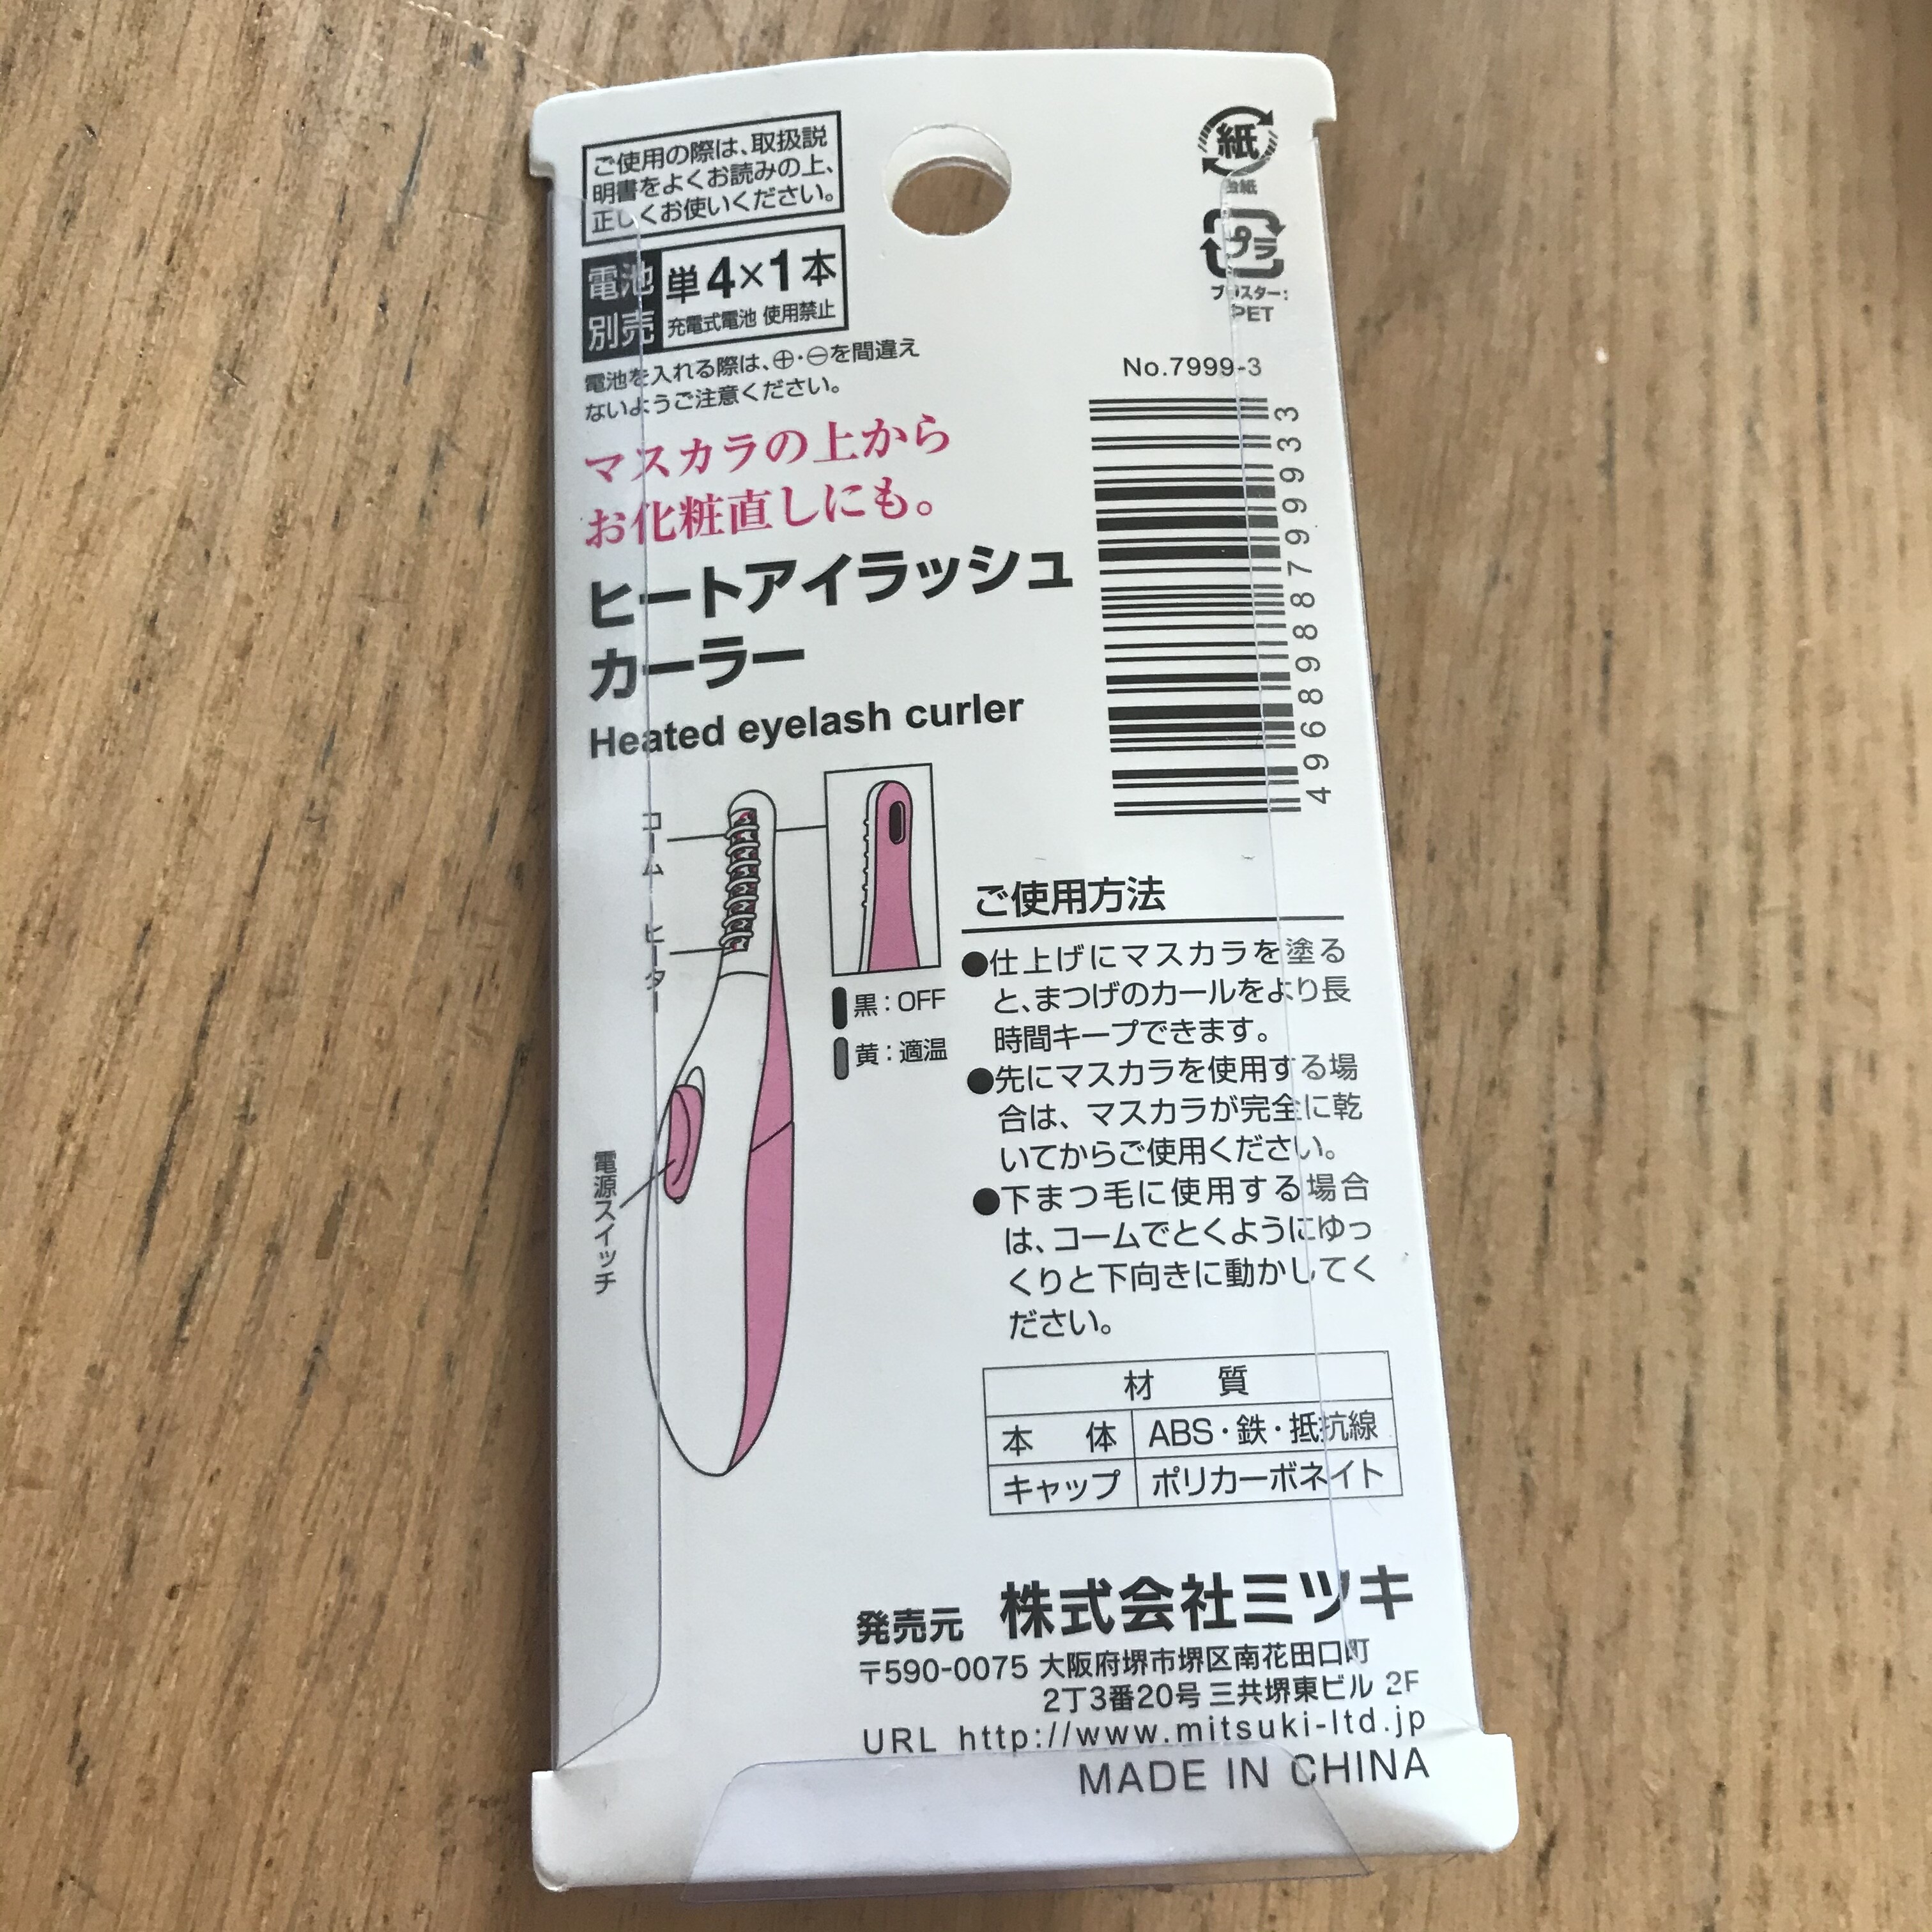 ご使用の際は、取扱説
明書をよくお読みの上、
正しくお使いください。
電池
別売
単4×1本
充電式電池 使用禁止
電池を入れる際は、⊕・⊖を間違え
ないようご注意ください。
紙
台紙
プラ
ブリスター:
PET
No.7999-3
4968988799933
マスカラの上から
お化粧直しにも。
ヒートアイラッシュ
カーラー
Heated eyelash curler
コーム
ヒーター
電源スイッチ
黒:OFF
黄:適温
ご使用方法
●仕上げにマスカラを塗る
と、まつげのカールをより長
時間キープできます。
●先にマスカラを使用する場
合は、マスカラが完全に乾
いてからご使用ください。
●下まつ毛に使用する場合
は、コームでとくようにゆっ
くりと下向きに動かしてく
ださい。
材 質
本 体 ABS・鉄・抵抗線
キャップ ポリカーボネイト
発売元 株式会社ミツキ
〒590-0075 大阪府堺市堺区南花田口町
2丁3番20号 三共堺東ビル 2F
URL http://www.mitsuki-ltd.jp
MADE IN CHINA